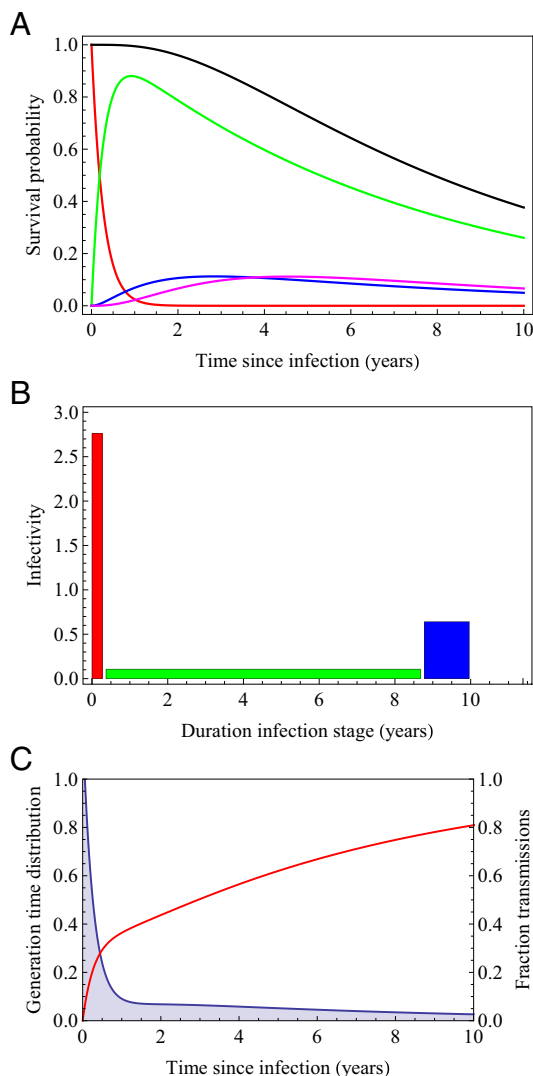 A
Survival probability
1.0
0.8
0.6
0.4
0.2
0.0
0 2 4 6 8 10
Time since infection (years)
B
Infectivity
3.0
2.5
2.0
1.5
1.0
0.5
0.0
0 2 4 6 8 10
Duration infection stage (years)
C
Generation time distribution
1.0
0.8
0.6
0.4
0.2
0.0
1.0
0.8
0.6
0.4
0.2
0.0
Fraction transmissions
0 2 4 6 8 10
Time since infection (years)